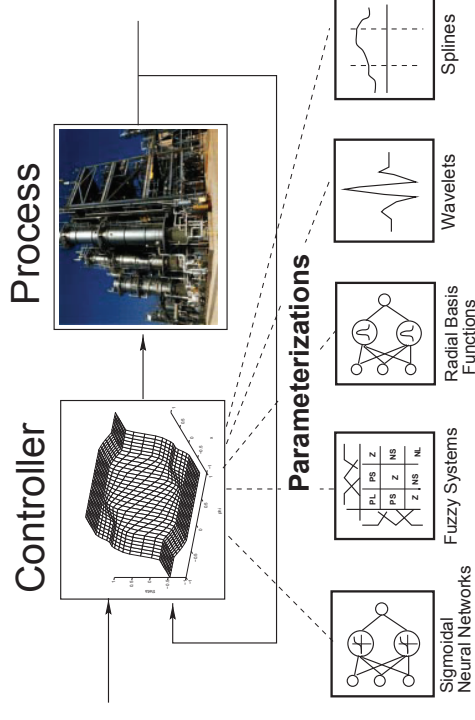 Controller
Process
Parameterizations
Sigmoidal
Neural Networks
Fuzzy Systems
PL PS Z
PS Z NS
Z NS NL
Radial Basis
Functions
Wavelets
Splines